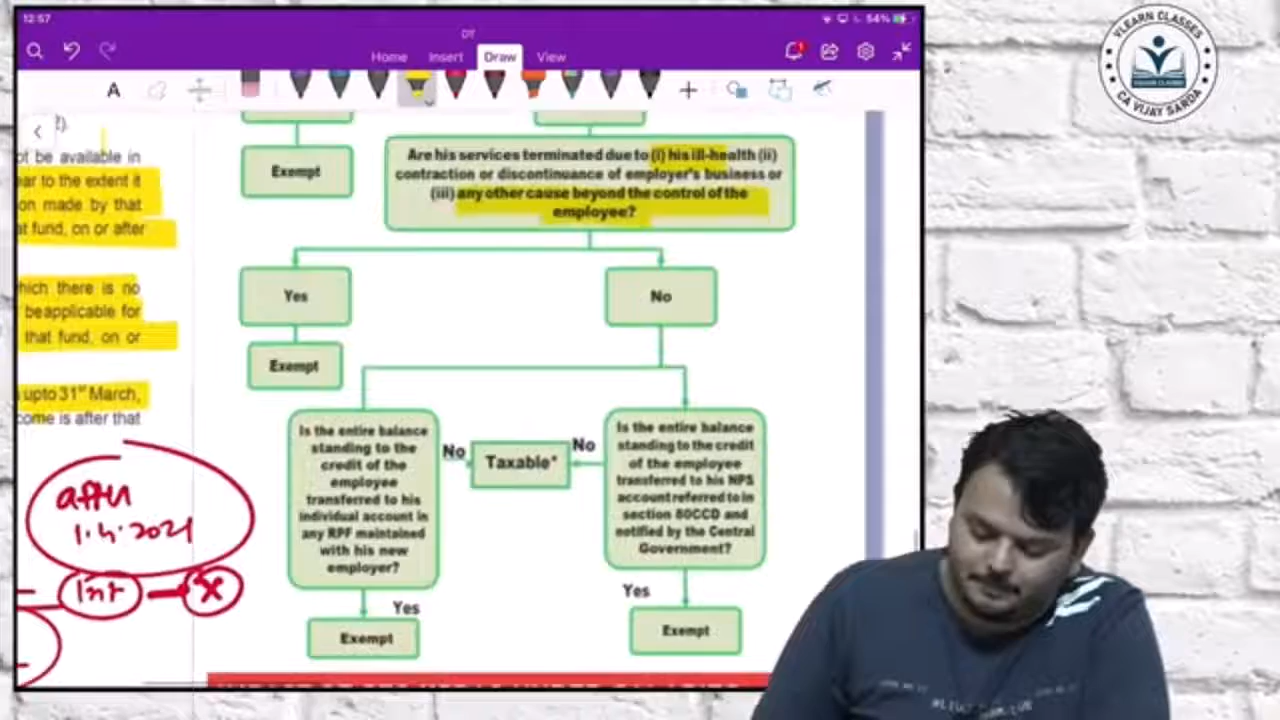 12:57
54%
DT
Home Insert Draw View
A
ot be available in
ear to the extent it
on made by that
at fund, on or after
hich there is no
beapplicable for
that fund, on or
upto 31st March,
come is after that
after
1.4.2021
Int
X
Exempt
Are his services terminated due to (i) his ill-health (ii)
contraction or discontinuance of employer's business or
(iii) any other cause beyond the control of the
employee?
Yes
No
Exempt
Is the entire balance
standing to the
credit of the
employee
transferred to his
individual account in
any RPF maintained
with his new
employer?
No
Taxable*
No
Is the entire balance
standing to the credit
of the employee
transferred to his NPS
account referred to in
section 80CCD and
notified by the Central
Government?
Yes
Exempt
Yes
Exempt
VLEARN CLASSES
VLEARN CLASSES
CA VIJAY SARDA